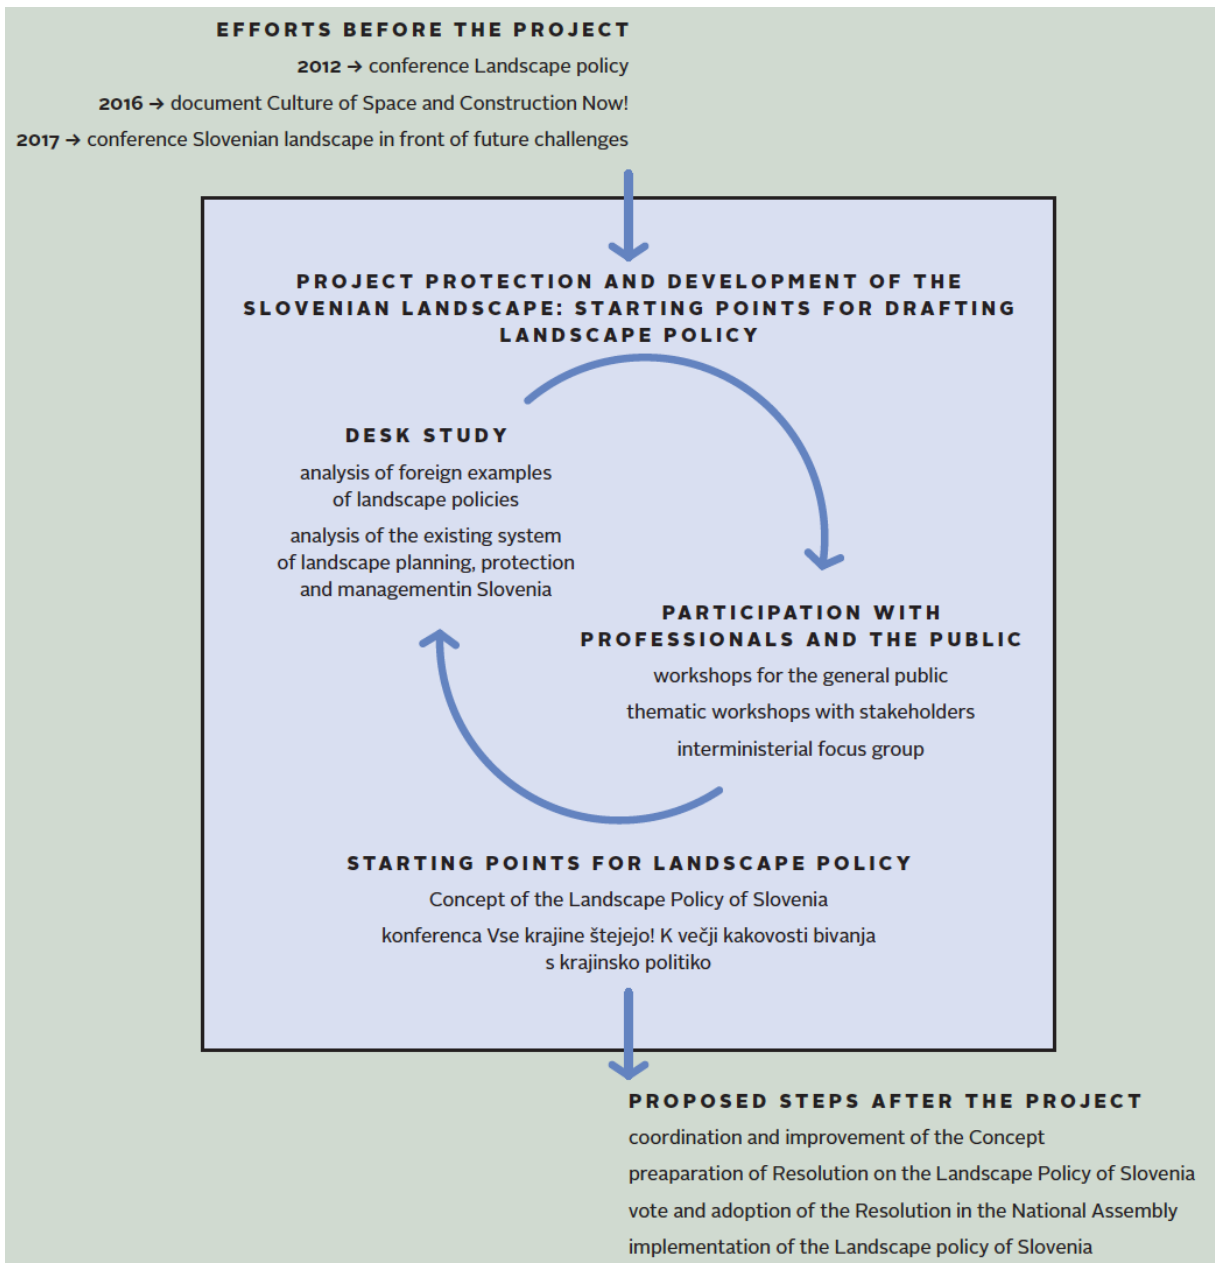 EFFORTS BEFORE THE PROJECT
2012 → conference Landscape policy
2016 → document Culture of Space and Construction Now!
2017 → conference Slovenian landscape in front of future challenges
PROJECT PROTECTION AND DEVELOPMENT OF THE
SLOVENIAN LANDSCAPE: STARTING POINTS FOR DRAFTING
LANDSCAPE POLICY
DESK STUDY
analysis of foreign examples
of landscape policies
analysis of the existing system
of landscape planning, protection
and managementin Slovenia
PARTICIPATION WITH
PROFESSIONALS AND THE PUBLIC
workshops for the general public
thematic workshops with stakeholders
interministerial focus group
STARTING POINTS FOR LANDSCAPE POLICY
Concept of the Landscape Policy of Slovenia
konferenca Vse krajine štejejo! K večji kakovosti bivanja
s krajinsko politiko
PROPOSED STEPS AFTER THE PROJECT
coordination and improvement of the Concept
preaparation of Resolution on the Landscape Policy of Slovenia
vote and adoption of the Resolution in the National Assembly
implementation of the Landscape policy of Slovenia